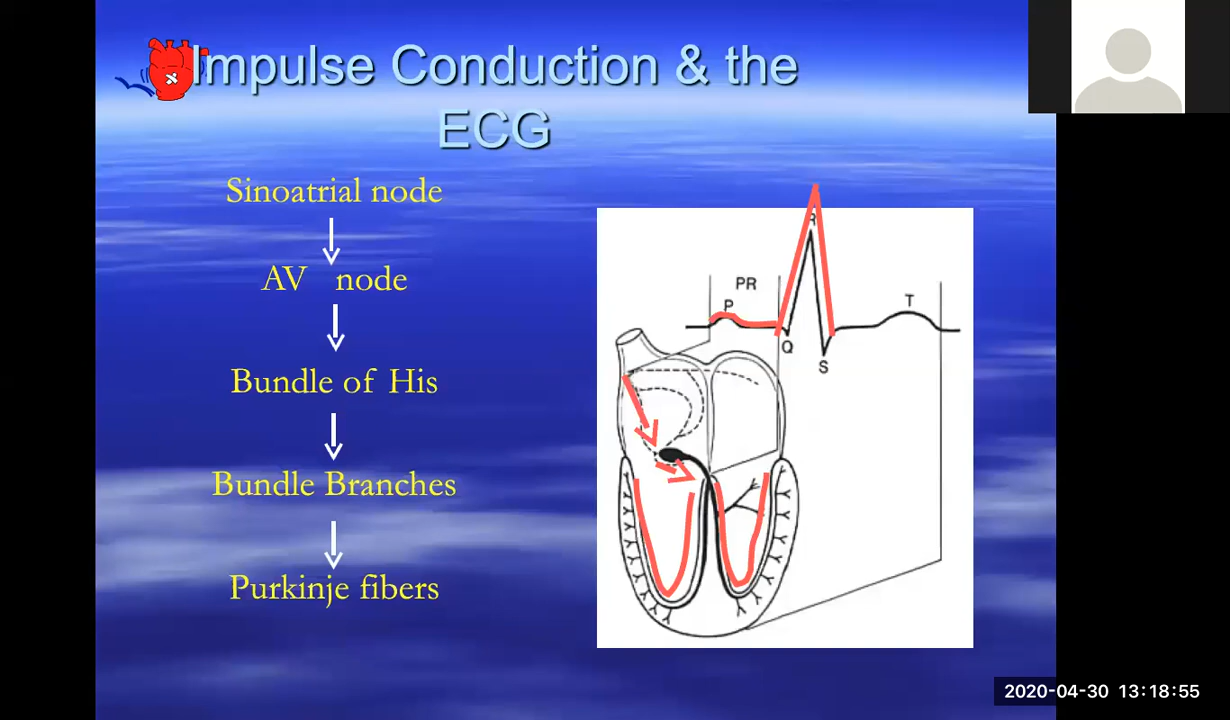 Impulse Conduction & the
ECG
Sinoatrial node
AV node
Bundle of His
Bundle Branches
Purkinje fibers
R
PR
P
T
Q
S
2020-04-30 13:18:55